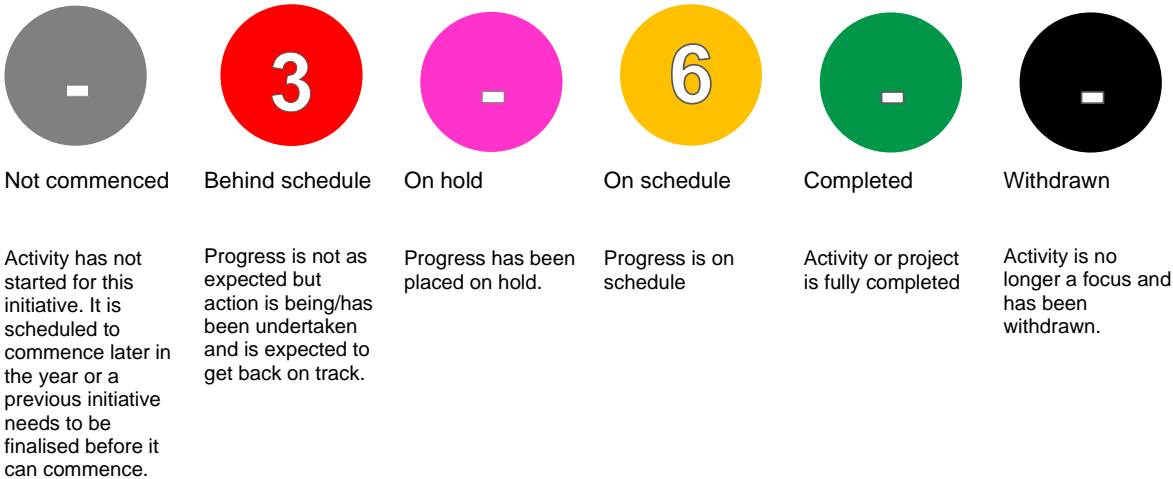 -
3
-
6
-
-
Not commenced
Behind schedule
On hold
On schedule
Completed
Withdrawn
Activity has not
started for this
initiative. It is
scheduled to
commence later in
the year or a
previous initiative
needs to be
finalised before it
can commence.
Progress is not as
expected but
action is being/has
been undertaken
and is expected to
get back on track.
Progress has been
placed on hold.
Progress is on
schedule
Activity or project
is fully completed
Activity is no
longer a focus and
has been
withdrawn.